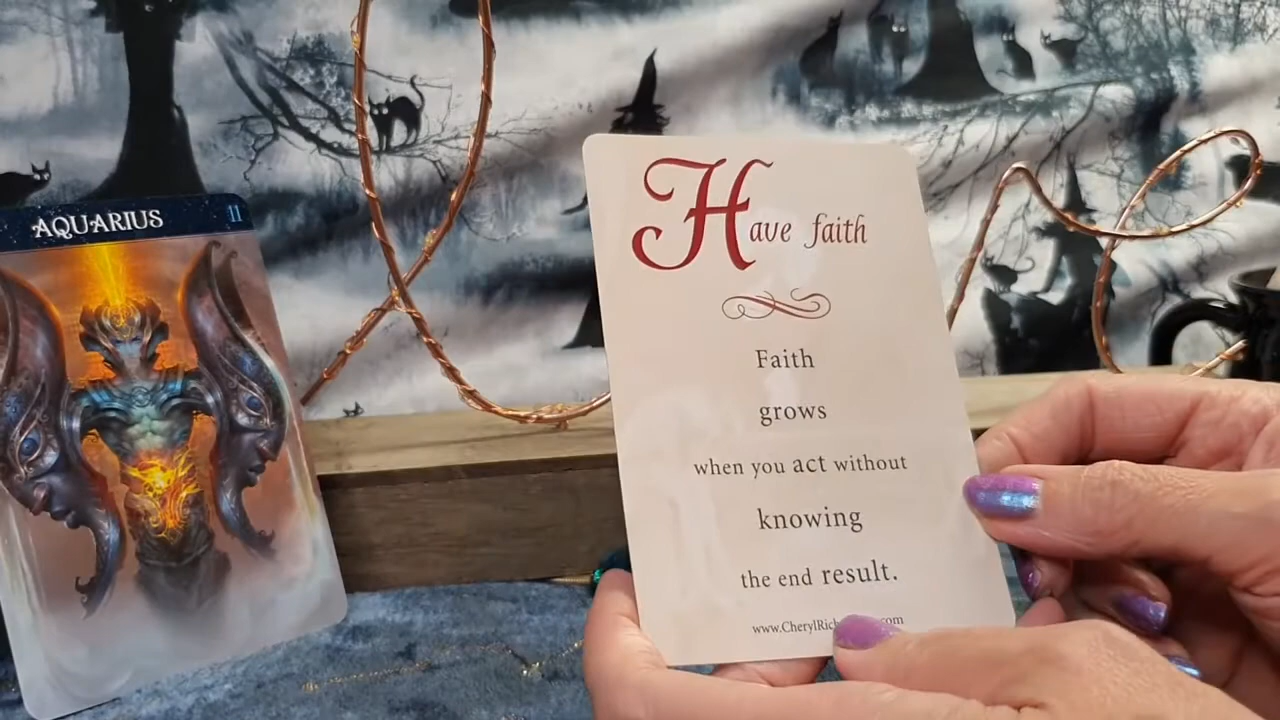 AQUARIUS 11
Have faith
Faith
grows
when you act without
knowing
the end result.